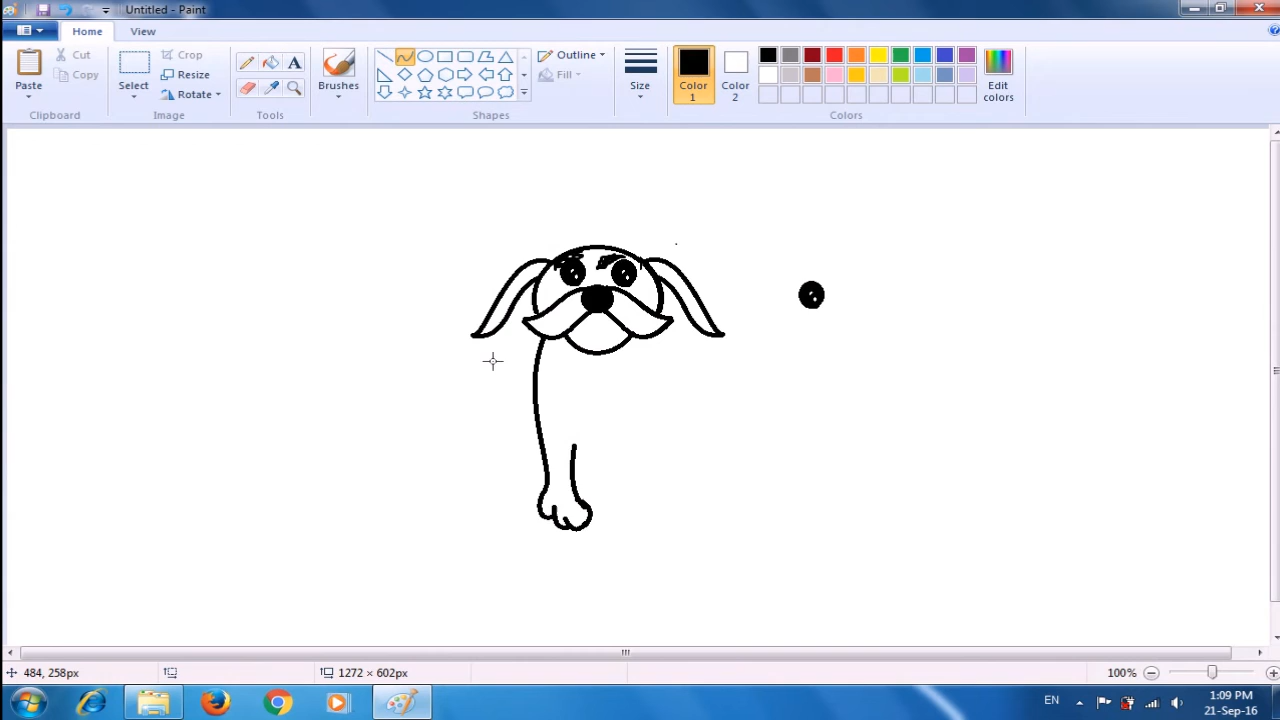 Untitled - Paint
Home View
Cut
Copy
Paste
Clipboard
Select
Crop
Resize
Rotate
Image
A
Tools
Brushes
Outline
Fill
Shapes
Size
Color 1
Color 2
Edit colors
Colors
484, 258px
1272 × 602px
100%
EN
1:09 PM
21-Sep-16